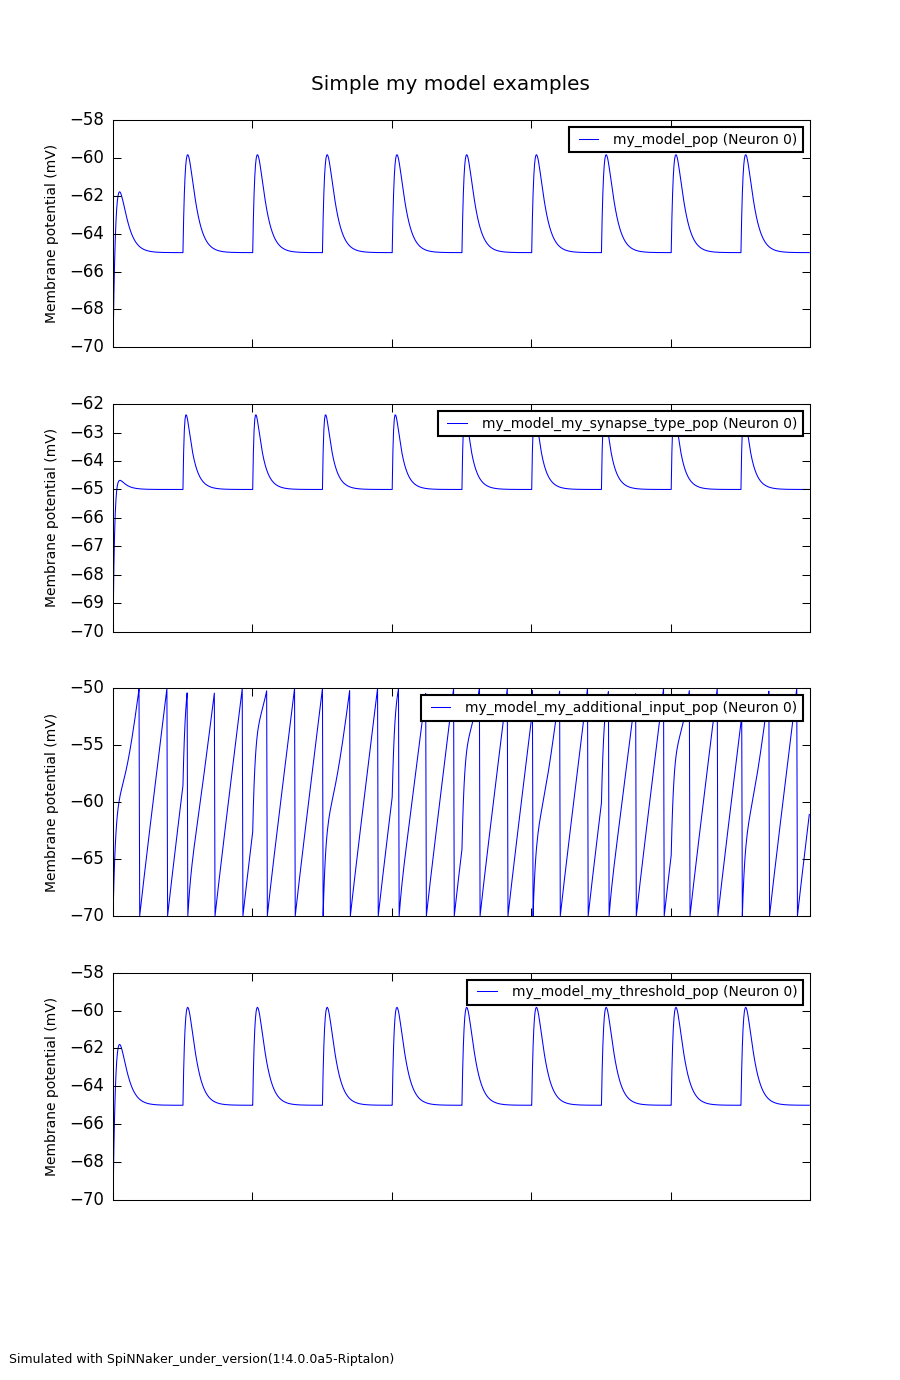 Simple my model examples
−58
−60
−62
−64
−66
−68
−70
Membrane potential (mV)
my_model_pop (Neuron 0)
−62
−63
−64
−65
−66
−67
−68
−69
−70
Membrane potential (mV)
my_model_my_synapse_type_pop (Neuron 0)
−50
−55
−60
−65
−70
Membrane potential (mV)
my_model_my_additional_input_pop (Neuron 0)
−58
−60
−62
−64
−66
−68
−70
Membrane potential (mV)
my_model_my_threshold_pop (Neuron 0)
Simulated with SpiNNaker_under_version(1!4.0.0a5-Riptalon)